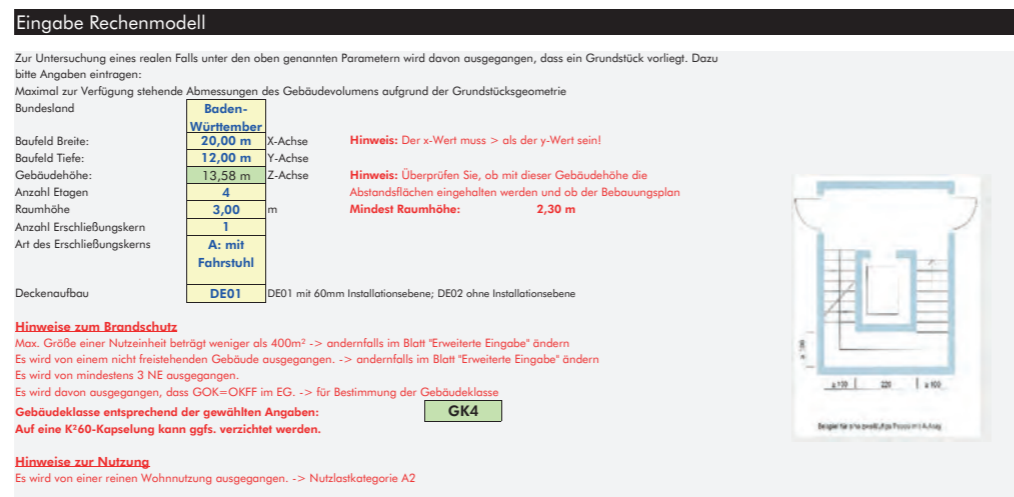 Eingabe Rechenmodell
Zur Untersuchung eines realen Falls unter den oben genannten Parametern wird davon ausgegangen, dass ein Grundstück vorliegt. Dazu
bitte Angaben eintragen:
Maximal zur Verfügung stehende Abmessungen des Gebäudevolumens aufgrund der Grundstücksgeometrie
Bundesland Baden-
Württember
Baufeld Breite: 20,00 m X-Achse Hinweis: Der x-Wert muss > als der y-Wert sein!
Baufeld Tiefe: 12,00 m Y-Achse
Gebäudehöhe: 13,58 m Z-Achse Hinweis: Überprüfen Sie, ob mit dieser Gebäudehöhe die
Anzahl Etagen 4 Abstandsflächen eingehalten werden und ob der Bebauungsplan
Raumhöhe 3,00 m Mindest Raumhöhe: 2,30 m
Anzahl Erschließungskern 1
Art des Erschließungskerns A: mit
Fahrstuhl
Deckenaufbau DE01 DE01 mit 60mm Installationsebene; DE02 ohne Installationsebene
Hinweise zum Brandschutz
Max. Größe einer Nutzeinheit beträgt weniger als 400m² -> andernfalls im Blatt "Erweiterte Eingabe" ändern
Es wird von einem nicht freistehenden Gebäude ausgegangen. -> andernfalls im Blatt "Erweiterte Eingabe" ändern
Es wird von mindestens 3 NE ausgegangen.
Es wird davon ausgegangen, dass GOK=OKFF im EG. -> für Bestimmung der Gebäudeklasse
Gebäudeklasse entsprechend der gewählten Angaben: GK4
Auf eine K²60-Kapselung kann ggfs. verzichtet werden.
Hinweise zur Nutzung
Es wird von einer reinen Wohnnutzung ausgegangen. -> Nutzlastkategorie A2
≥ 100
≥ 100 220 ≥ 100